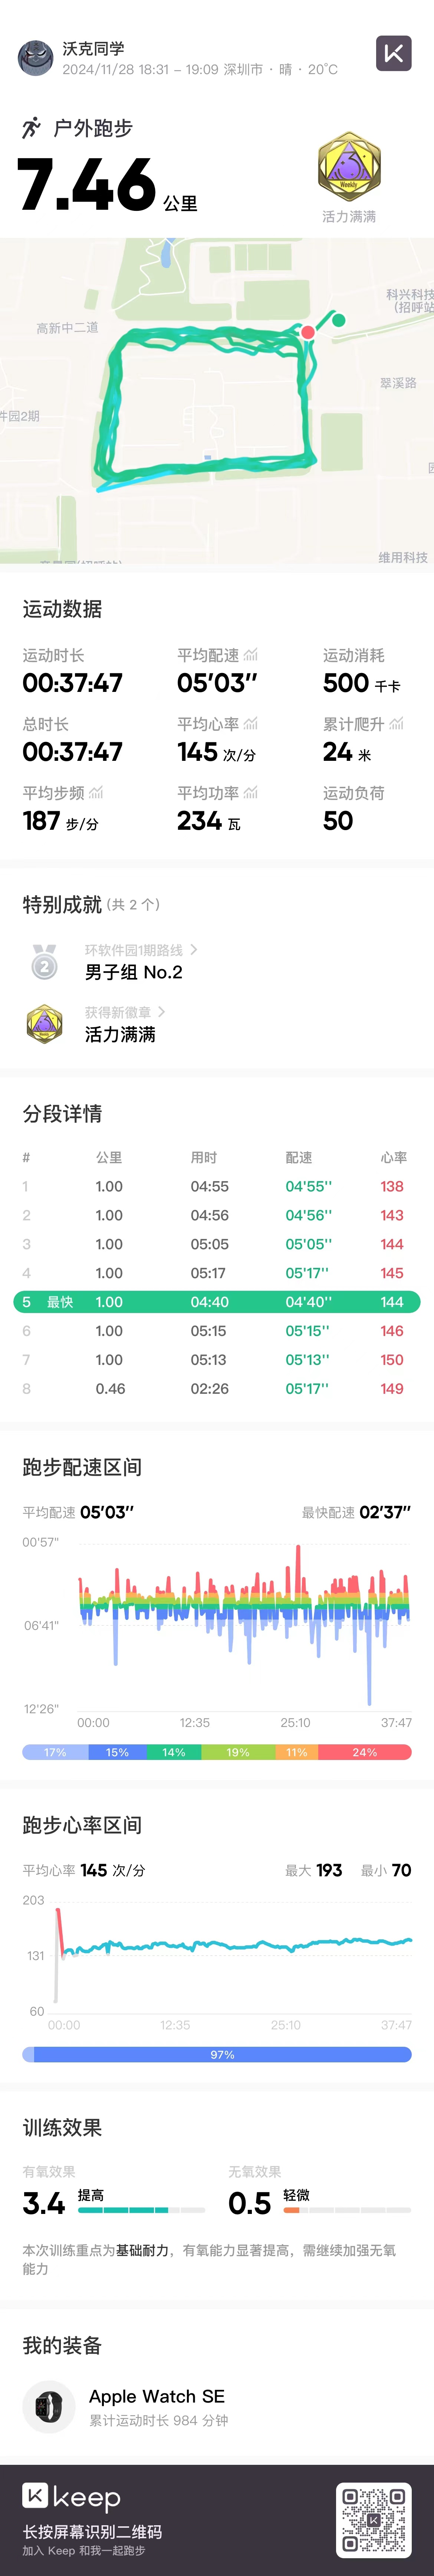 沃克同学
2024/11/28 18:31 – 19:09 深圳市 · 晴 · 20°C
户外跑步
7.46 公里
Weekly
活力满满
科兴科技
(招呼站
高新中二道
翠溪路
件园2期
维用科技
运动数据
运动时长 平均配速 运动消耗
00:37:47 05'03'' 500 千卡
总时长 平均心率 累计爬升
00:37:47 145 次/分 24 米
平均步频 平均功率 运动负荷
187 步/分 234 瓦 50
特别成就 (共 2 个)
环软件园1期路线 >
2 男子组 No.2
获得新徽章 >
活力满满
分段详情
# 公里 用时 配速 心率
1 1.00 04:55 04'55'' 138
2 1.00 04:56 04'56'' 143
3 1.00 05:05 05'05'' 144
4 1.00 05:17 05'17'' 145
5 最快 1.00 04:40 04'40'' 144
6 1.00 05:15 05'15'' 146
7 1.00 05:13 05'13'' 150
8 0.46 02:26 05'17'' 149
跑步配速区间
平均配速 05'03'' 最快配速 02'37''
00'57"
06'41"
12'26"
00:00 12:35 25:10 37:47
17% 15% 14% 19% 11% 24%
跑步心率区间
平均心率 145 次/分 最大 193 最小 70
203
131
60
00:00 12:35 25:10 37:47
97%
训练效果
有氧效果 无氧效果
3.4 提高 0.5 轻微
本次训练重点为基础耐力，有氧能力显著提高，需继续加强无氧
能力
我的装备
Apple Watch SE
累计运动时长 984 分钟
keep
长按屏幕识别二维码
加入 Keep 和我一起跑步